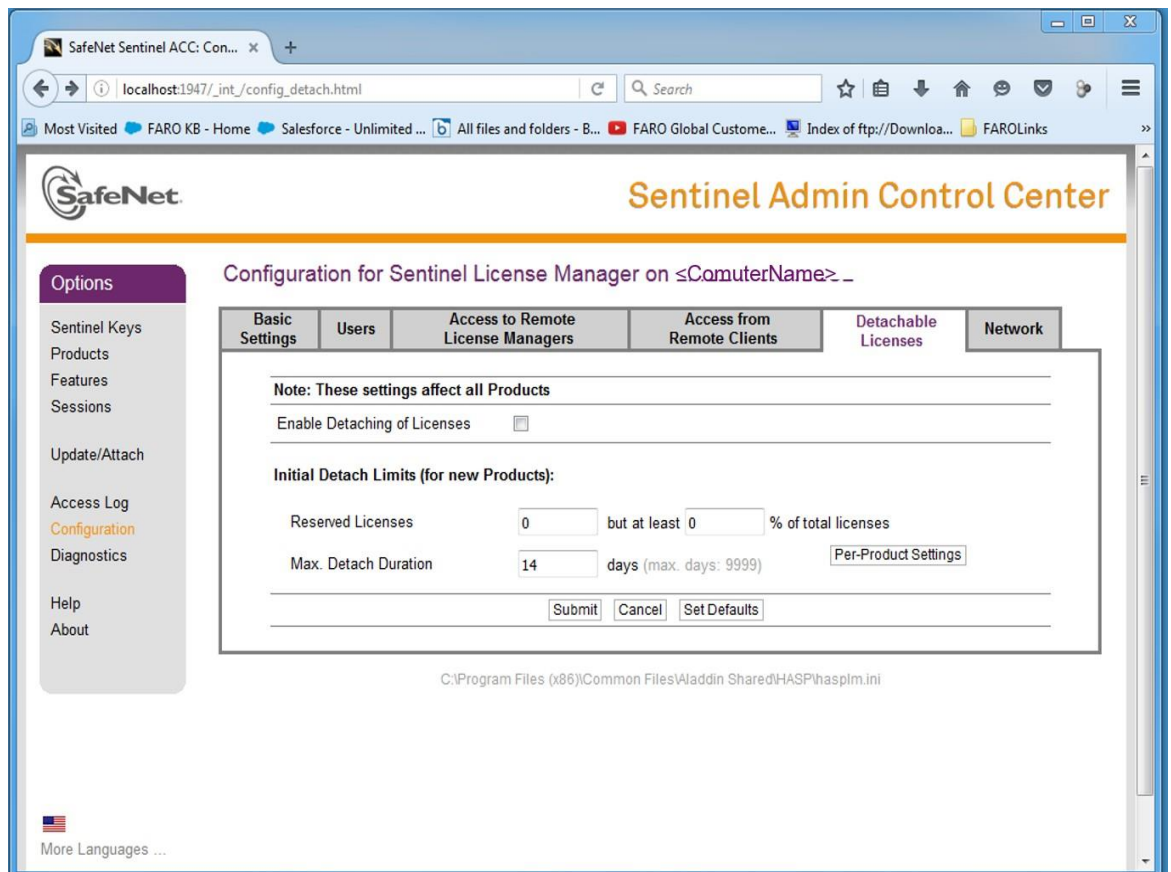 SafeNet Sentinel ACC: Con...
localhost:1947/_int_/config_detach.html
Search
Most Visited
FARO KB - Home
Salesforce - Unlimited ...
All files and folders - B...
FARO Global Custome...
Index of ftp://Downloa...
FAROLinks
SafeNet.
Sentinel Admin Control Center
Options
Sentinel Keys
Products
Features
Sessions
Update/Attach
Access Log
Configuration
Diagnostics
Help
About
Configuration for Sentinel License Manager on <ComuterName> _
Basic Settings
Users
Access to Remote License Managers
Access from Remote Clients
Detachable Licenses
Network
Note: These settings affect all Products
Enable Detaching of Licenses
Initial Detach Limits (for new Products):
Reserved Licenses 0 but at least 0 % of total licenses
Max. Detach Duration 14 days (max. days: 9999)
Per-Product Settings
Submit Cancel Set Defaults
C:\Program Files (x86)\Common Files\Aladdin Shared\HASP\hasplm.ini
More Languages ...